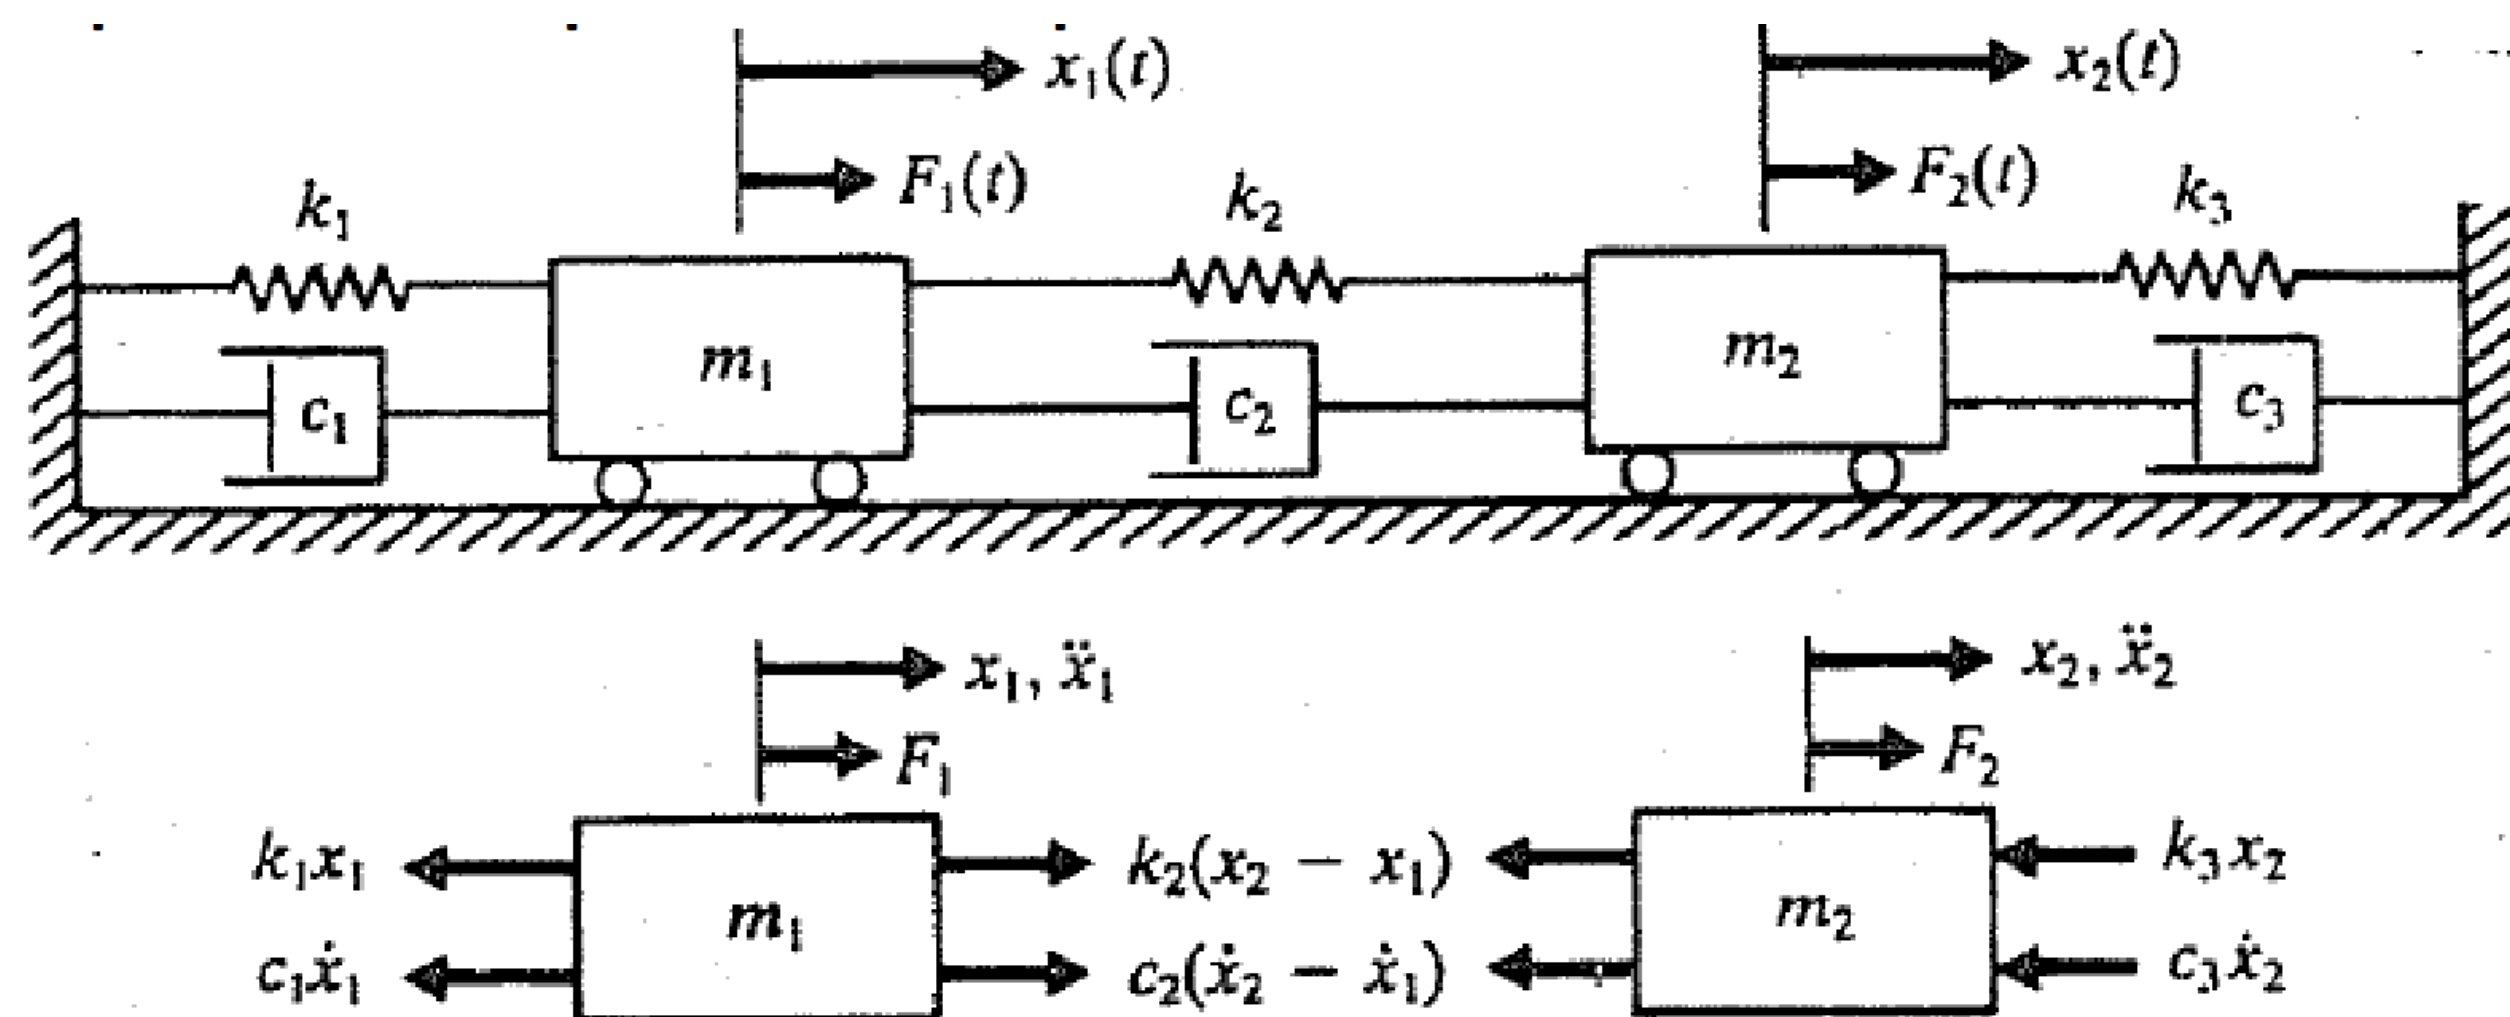 x₁(t) x₂(t)
F₁(t) F₂(t)
k₁ k₂ k₃
m₁ m₂
c₁ c₂ c₃
x₁, ẍ₁ x₂, ẍ₂
F₁ F₂
k₁x₁ k₂(x₂ − x₁) k₃x₂
m₁ m₂
c₁ẋ₁ c₂(ẋ₂ − ẋ₁) c₃ẋ₂